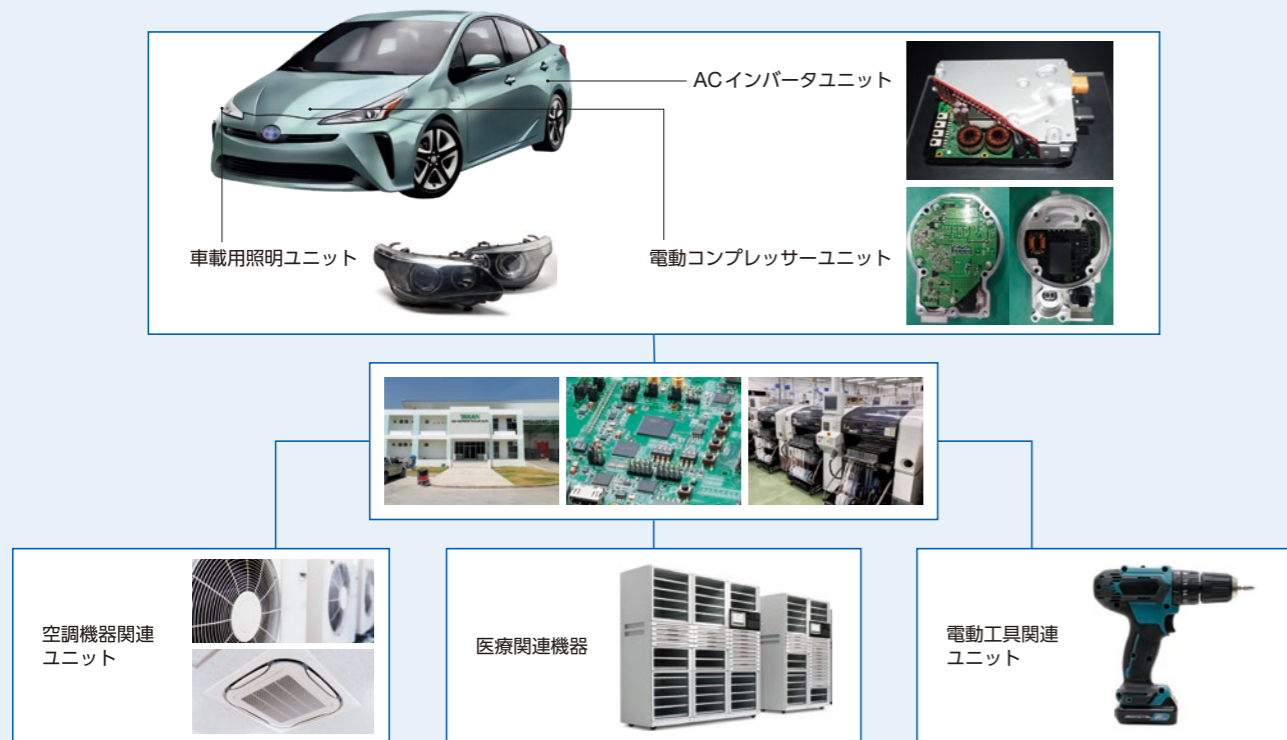 ACインバータユニット
車載用照明ユニット
電動コンプレッサーユニット
空調機器関連
ユニット
医療関連機器
電動工具関連
ユニット